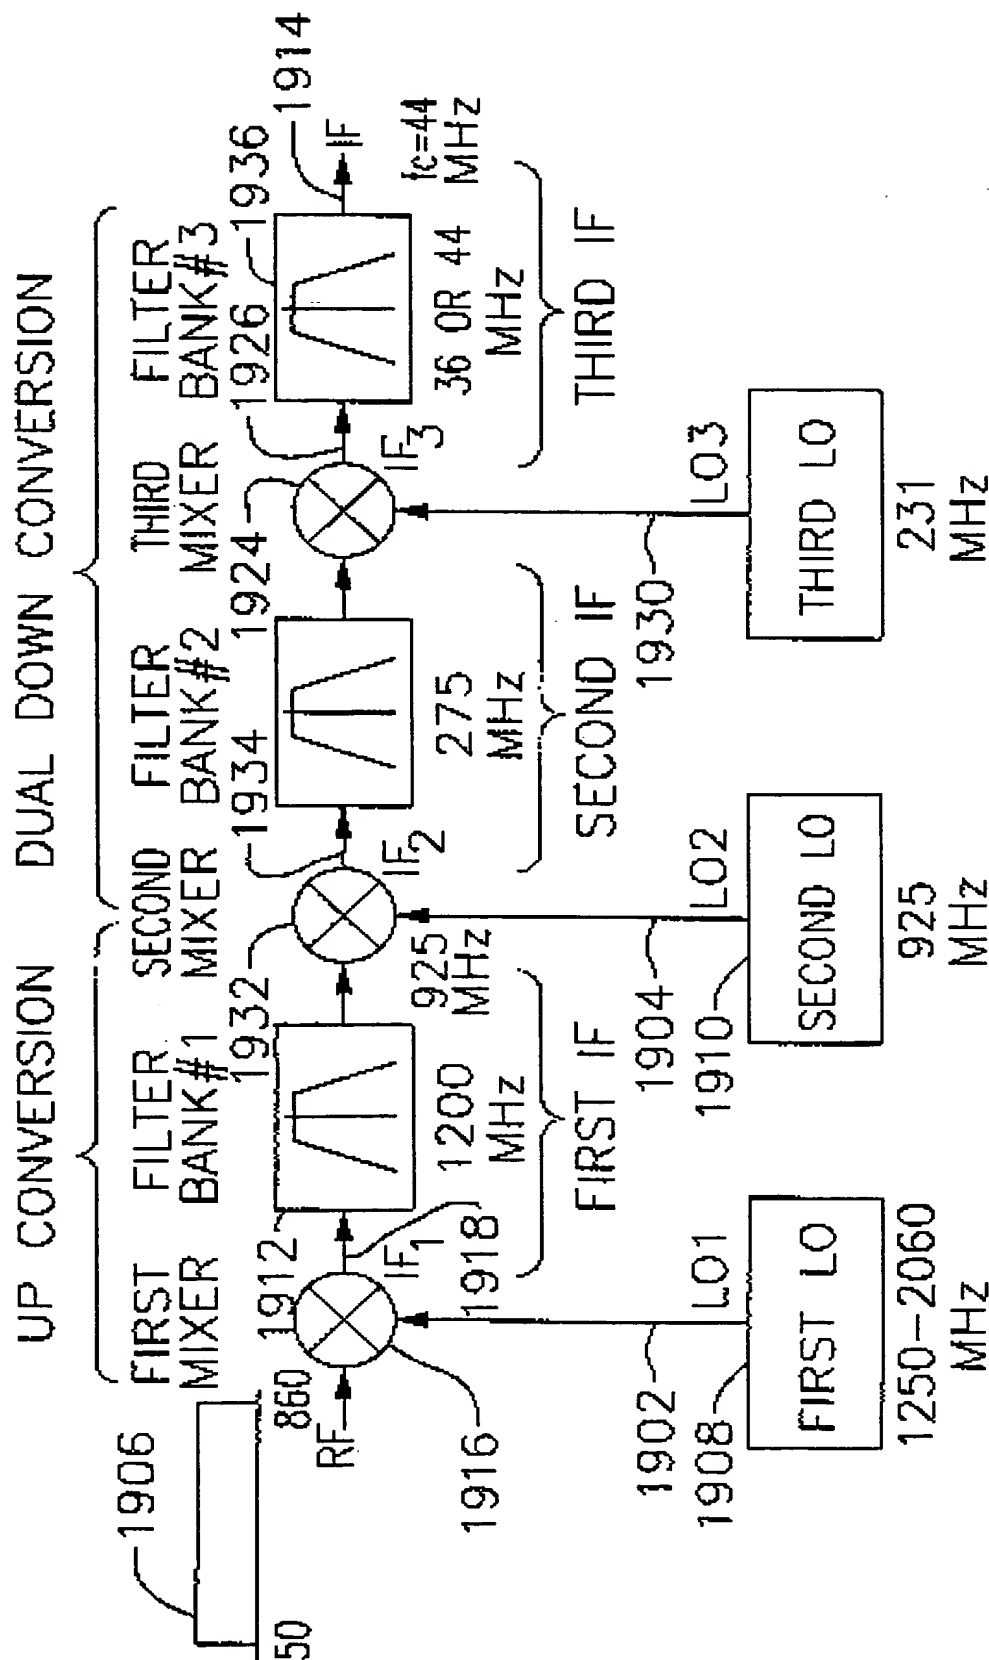 UP CONVERSION
DUAL DOWN CONVERSION
1906
50
860
RF
FIRST
MIXER
1912
FILTER
BANK#1
1932
SECOND
MIXER
1934
FILTER
BANK#2
1924
THIRD
MIXER
1926
FILTER
BANK#3
1936
1914
IF
fc=44
MHz
1916
IF1
1918
1200
MHz
FIRST IF
925
MHz
IF2
275
MHz
SECOND IF
IF3
36 OR 44
MHz
THIRD IF
1902
LO1
1908
FIRST LO
1250-2060
MHz
1904
LO2
1910
SECOND LO
925
MHz
1930
LO3
THIRD LO
231
MHz